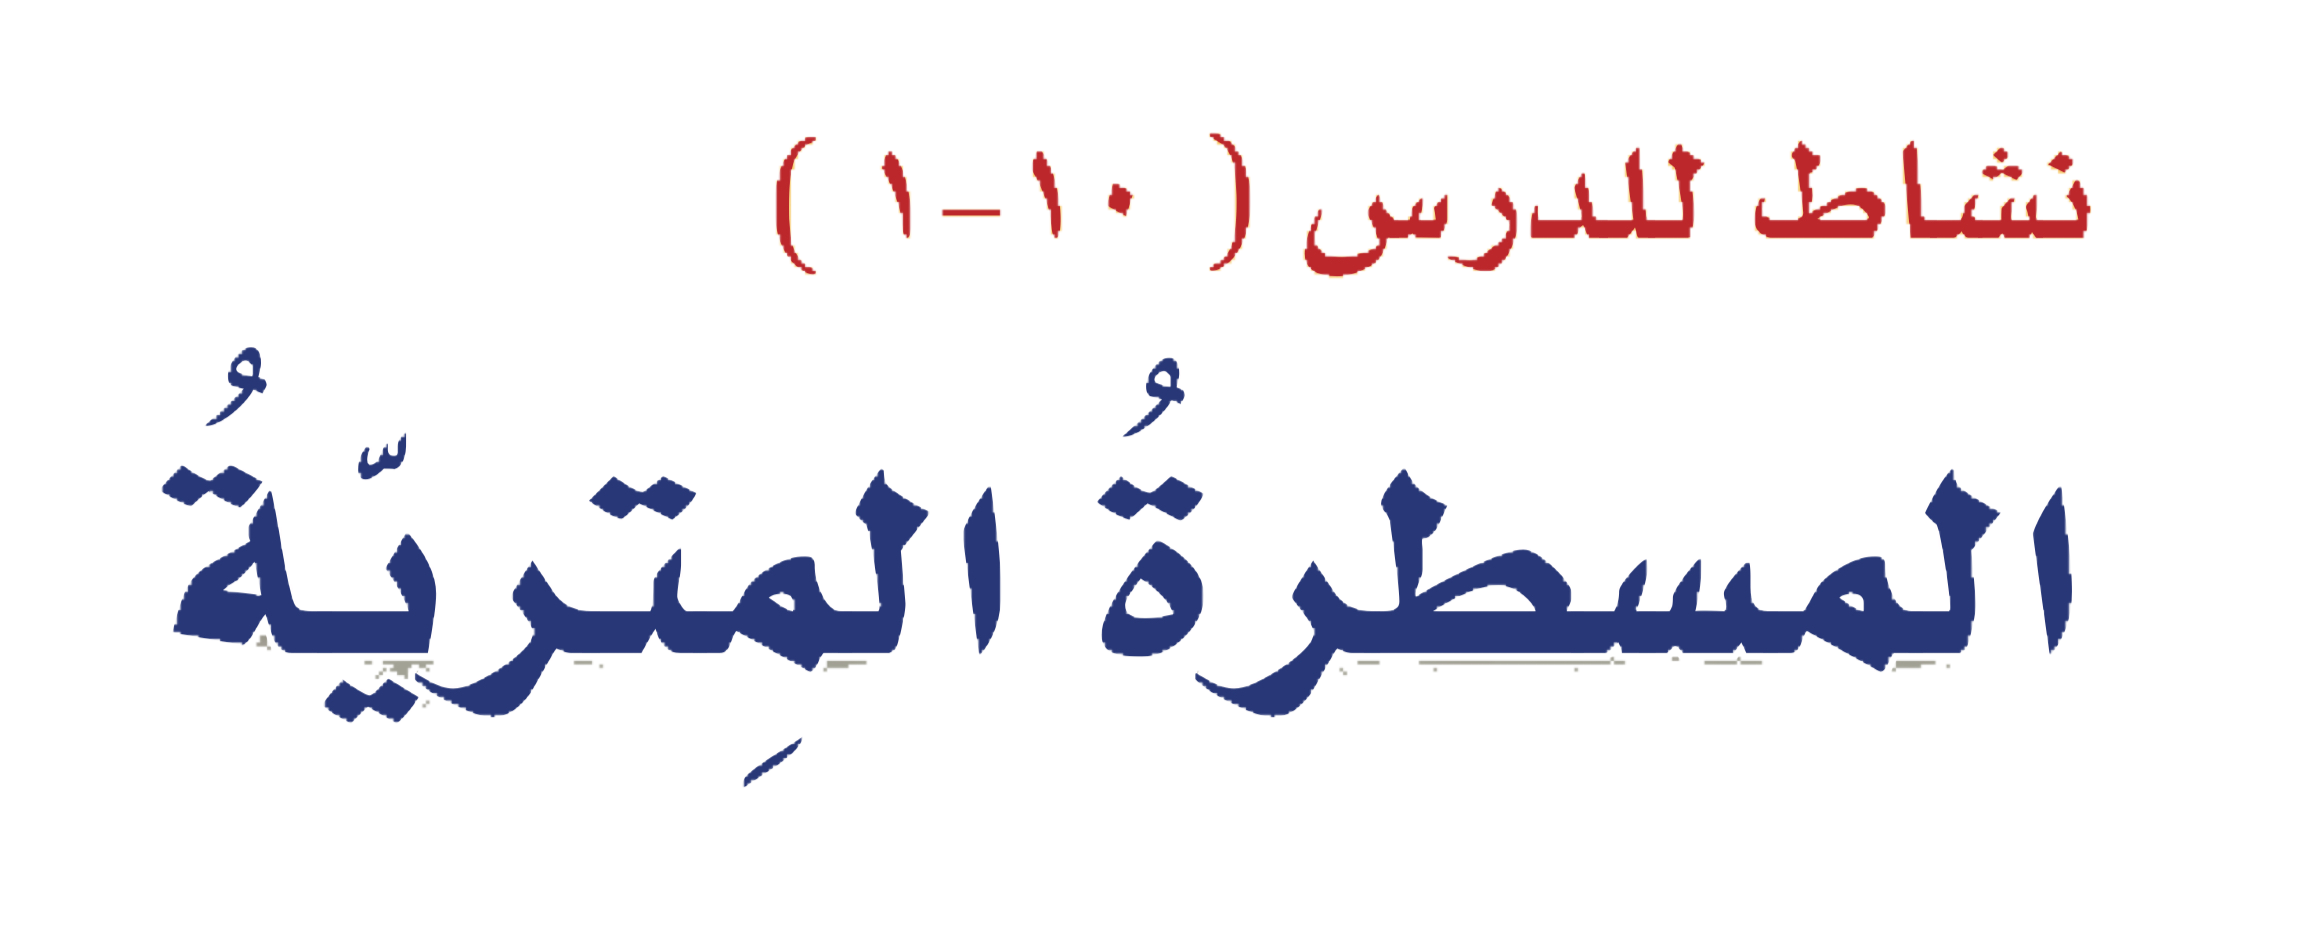 نشاط للدرس ( ١٠-١ )
المسطرةُ المِتريّةُ